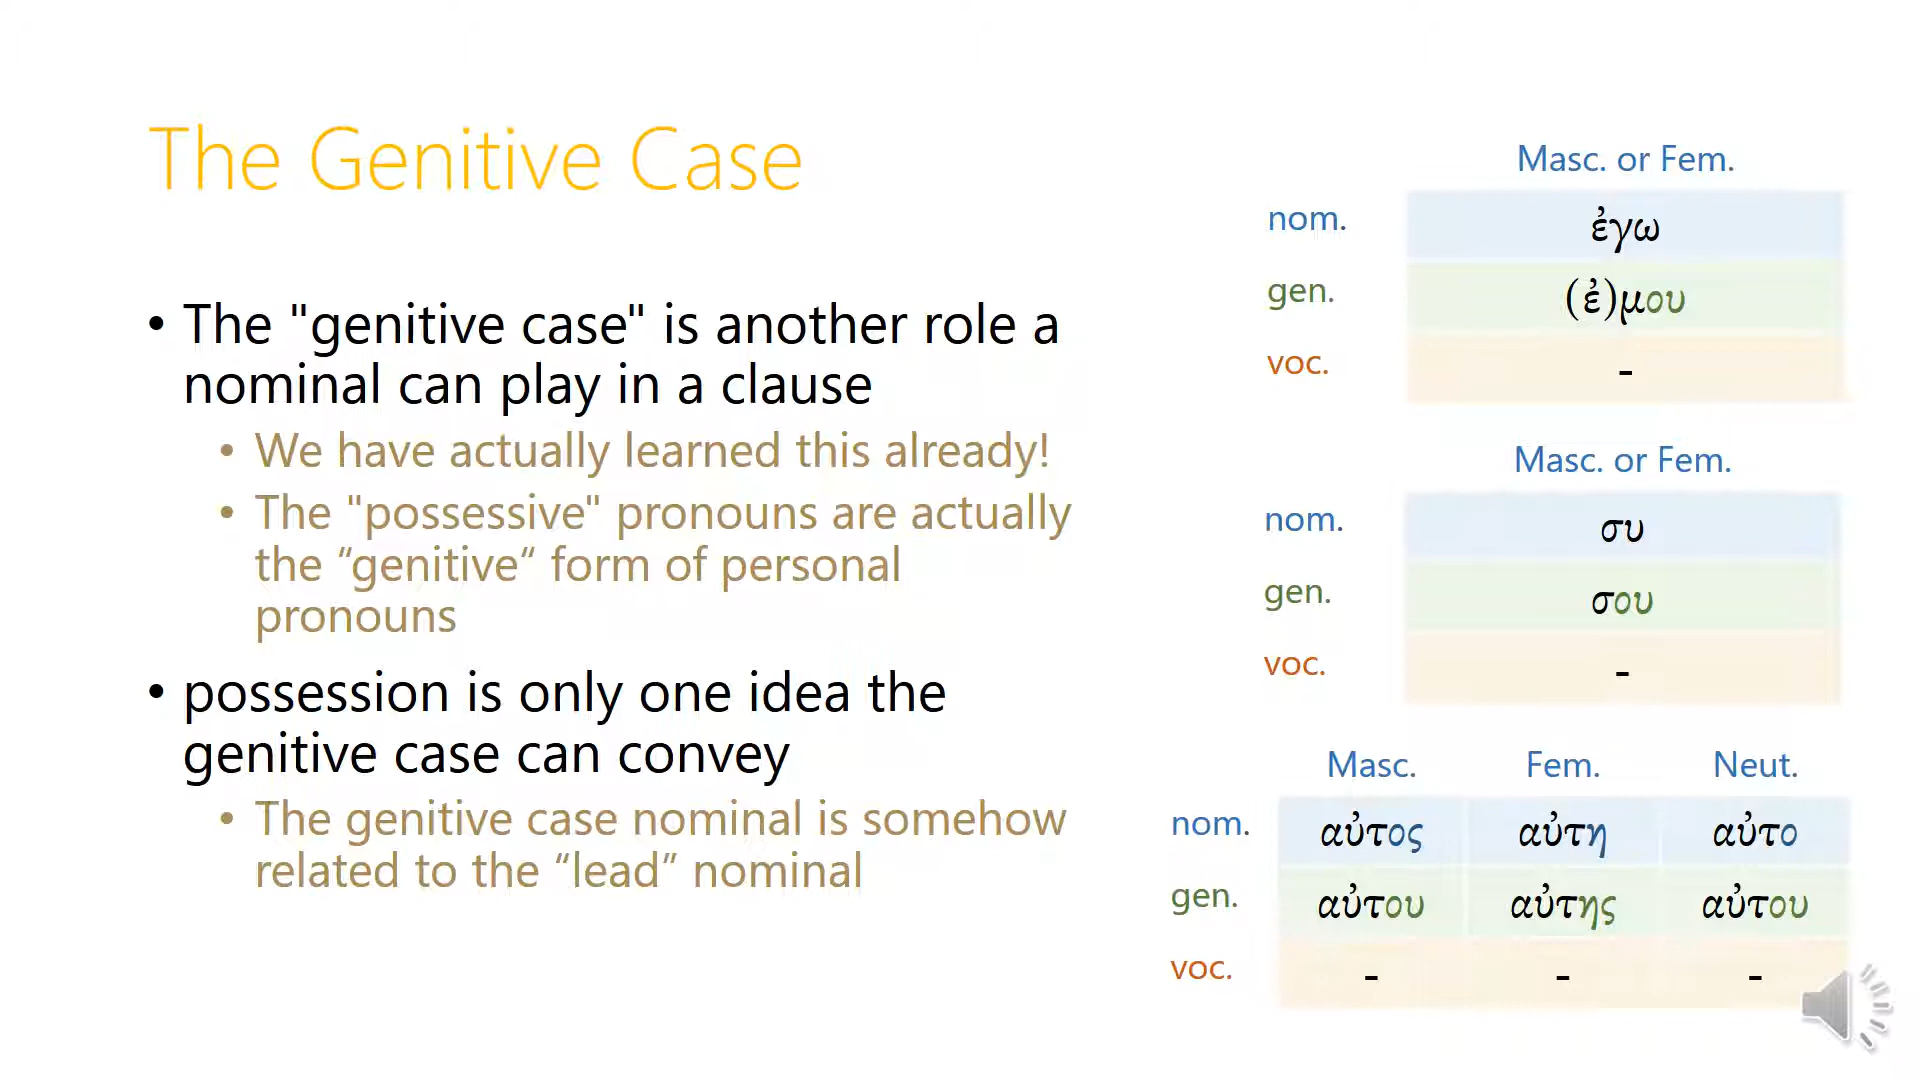 The Genitive Case
• The "genitive case" is another role a
nominal can play in a clause
• We have actually learned this already!
• The "possessive" pronouns are actually
the “genitive“ form of personal
pronouns
• possession is only one idea the
genitive case can convey
• The genitive case nominal is somehow
related to the “lead” nominal
Masc. or Fem.
nom. ἐγω
gen. (ἐ)μου
voc. -
Masc. or Fem.
nom. συ
gen. σου
voc. -
Masc. Fem. Neut.
nom. αὐτος αὐτη αὐτο
gen. αὐτου αὐτης αὐτου
voc. - - -